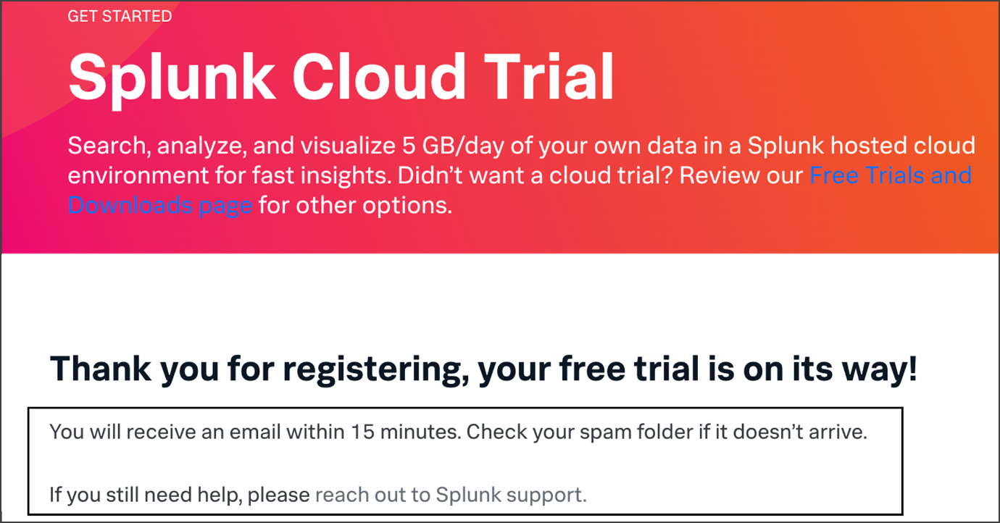 GET STARTED
Splunk Cloud Trial
Search, analyze, and visualize 5 GB/day of your own data in a Splunk hosted cloud
environment for fast insights. Didn’t want a cloud trial? Review our Free Trials and
Downloads page for other options.
Thank you for registering, your free trial is on its way!
You will receive an email within 15 minutes. Check your spam folder if it doesn’t arrive.
If you still need help, please reach out to Splunk support.